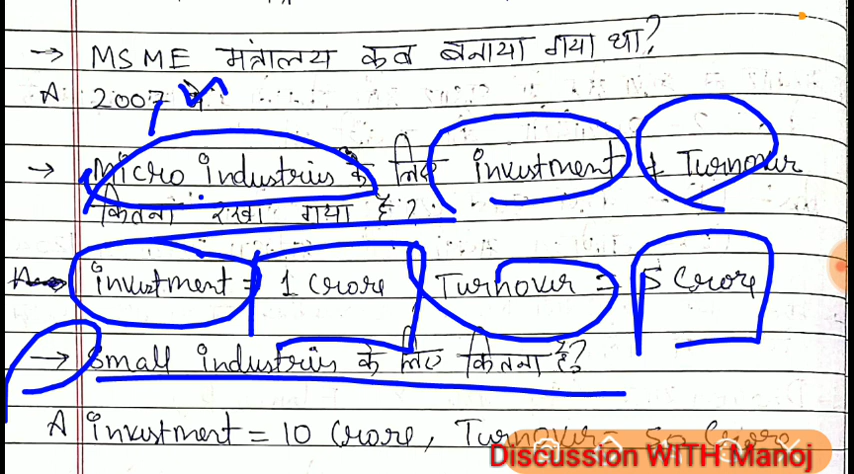 → MSME मंत्रालय कब बनाया गया था?
A 2007 में
→ Micro industries के लिए investment & Turnover
कितना रखा गया है?
A investment = 1 Crore Turnover = 5 Crore
→ Small industries के लिए कितना है?
A investment = 10 Crore, Turnover = 50 Crore
Discussion WITH Manoj